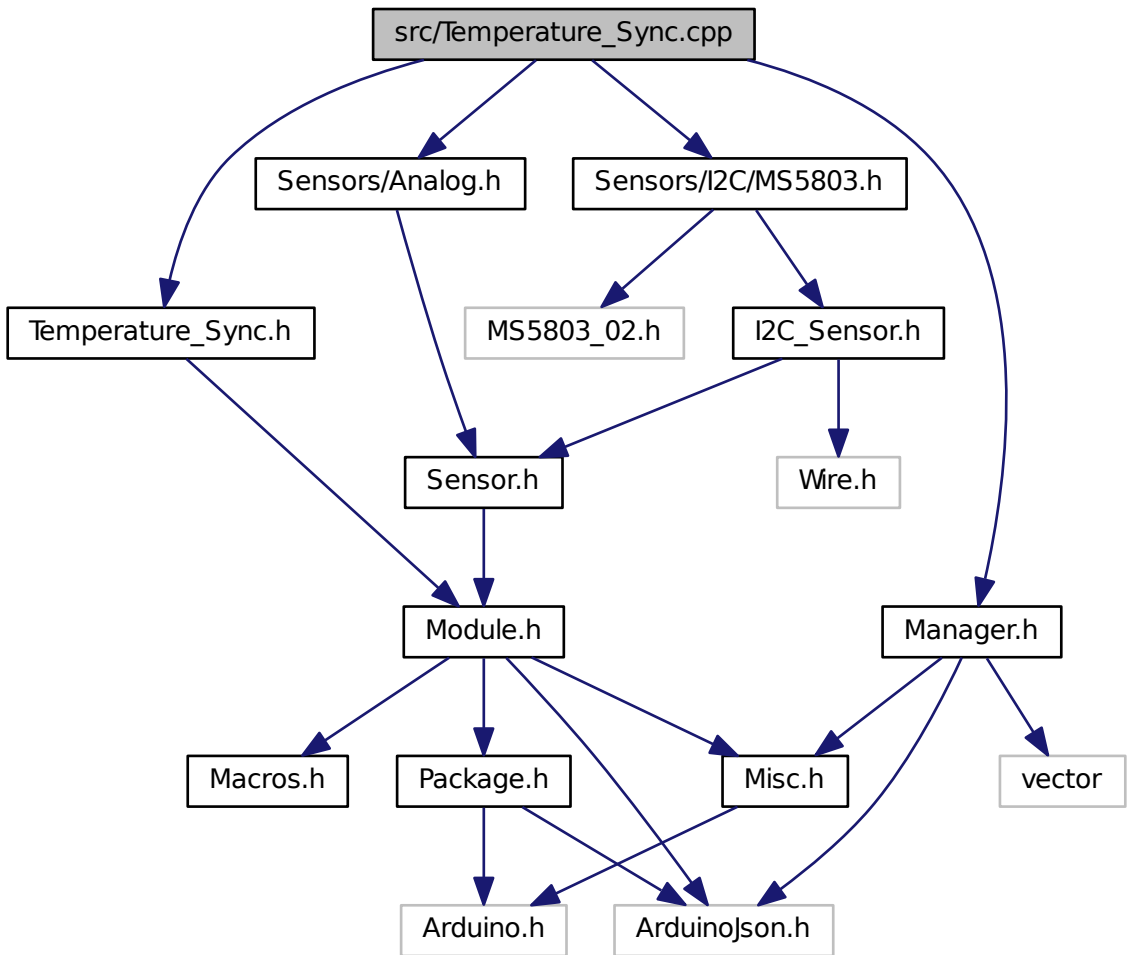 src/Temperature_Sync.cpp
Sensors/Analog.h
Sensors/I2C/MS5803.h
Temperature_Sync.h
MS5803_02.h
I2C_Sensor.h
Sensor.h
Wire.h
Module.h
Manager.h
Macros.h
Package.h
Misc.h
vector
Arduino.h
ArduinoJson.h